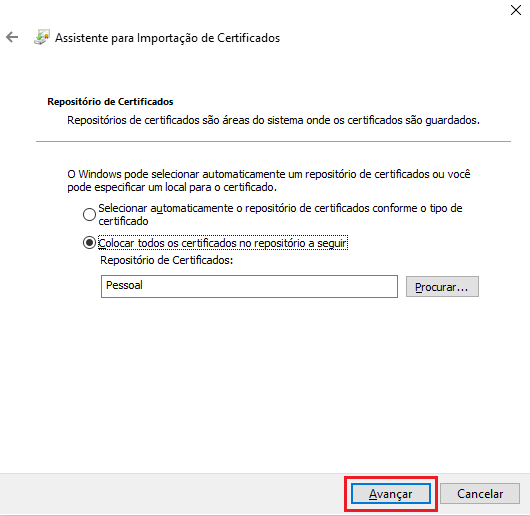 Assistente para Importação de Certificados
Repositório de Certificados
Repositórios de certificados são áreas do sistema onde os certificados são guardados.
O Windows pode selecionar automaticamente um repositório de certificados ou você
pode especificar um local para o certificado.
Selecionar automaticamente o repositório de certificados conforme o tipo de
certificado
Colocar todos os certificados no repositório a seguir
Repositório de Certificados:
Pessoal
Procurar...
Avançar
Cancelar